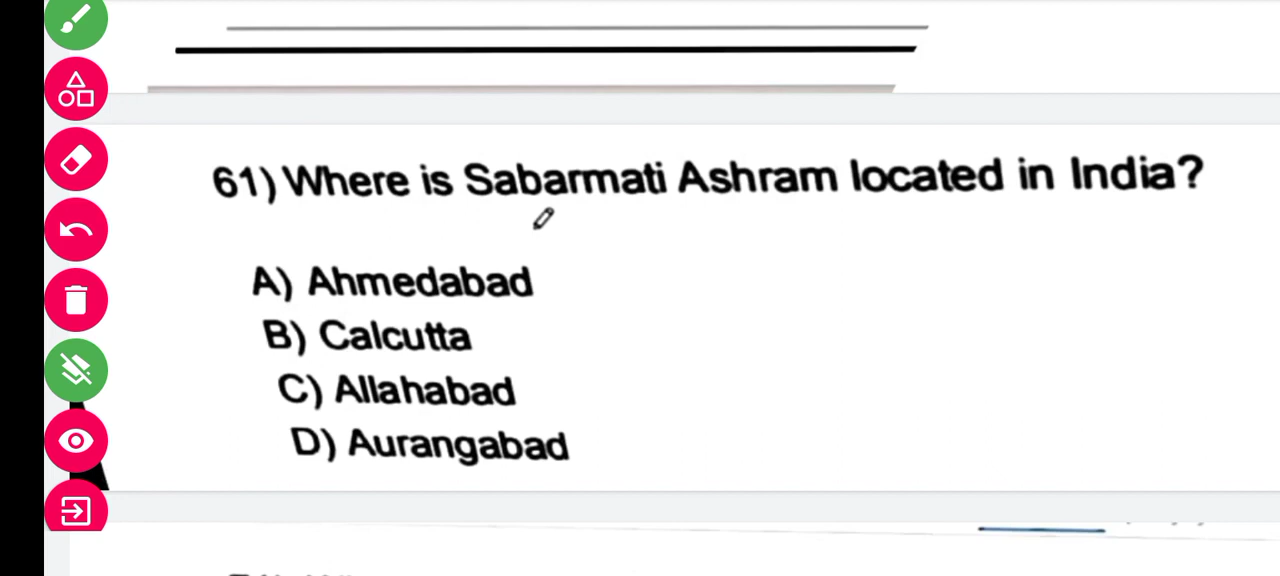 61) Where is Sabarmati Ashram located in India?
A) Ahmedabad
B) Calcutta
C) Allahabad
D) Aurangabad